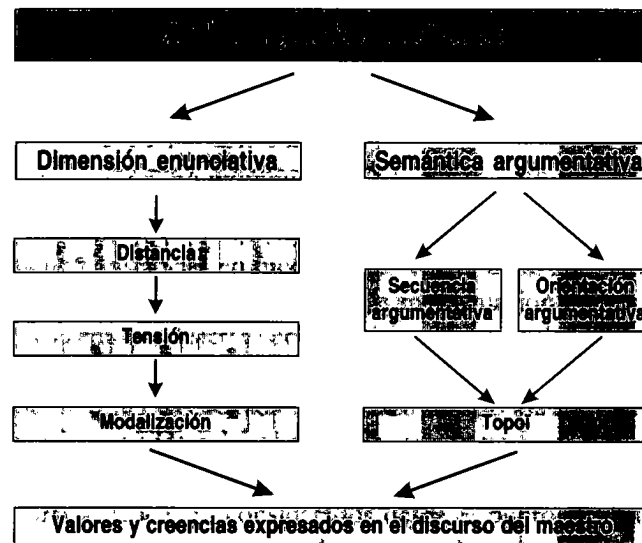 Dimensión enunciativa
Semántica argumentativa
Distancia
Secuencia
argumentativa
Orientación
argumentativa
Tensión
Modalización
Topoï
Valores y creencias expresados en el discurso del maestro